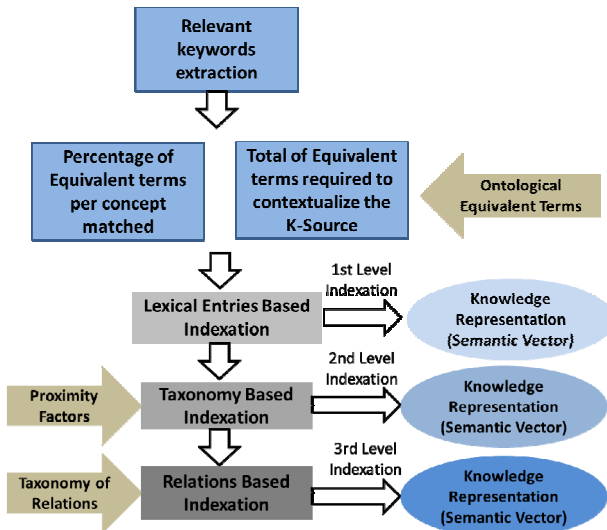 Relevant
keywords
extraction
Percentage of
Equivalent terms
per concept
matched
Total of Equivalent
terms required to
contextualize the
K-Source
Ontological
Equivalent Terms
1st Level
Indexation
Lexical Entries Based
Indexation
Knowledge
Representation
(Semantic Vector)
2nd Level
Indexation
Proximity
Factors
Taxonomy Based
Indexation
Knowledge
Representation
(Semantic Vector)
3rd Level
Indexation
Taxonomy of
Relations
Relations Based
Indexation
Knowledge
Representation
(Semantic Vector)